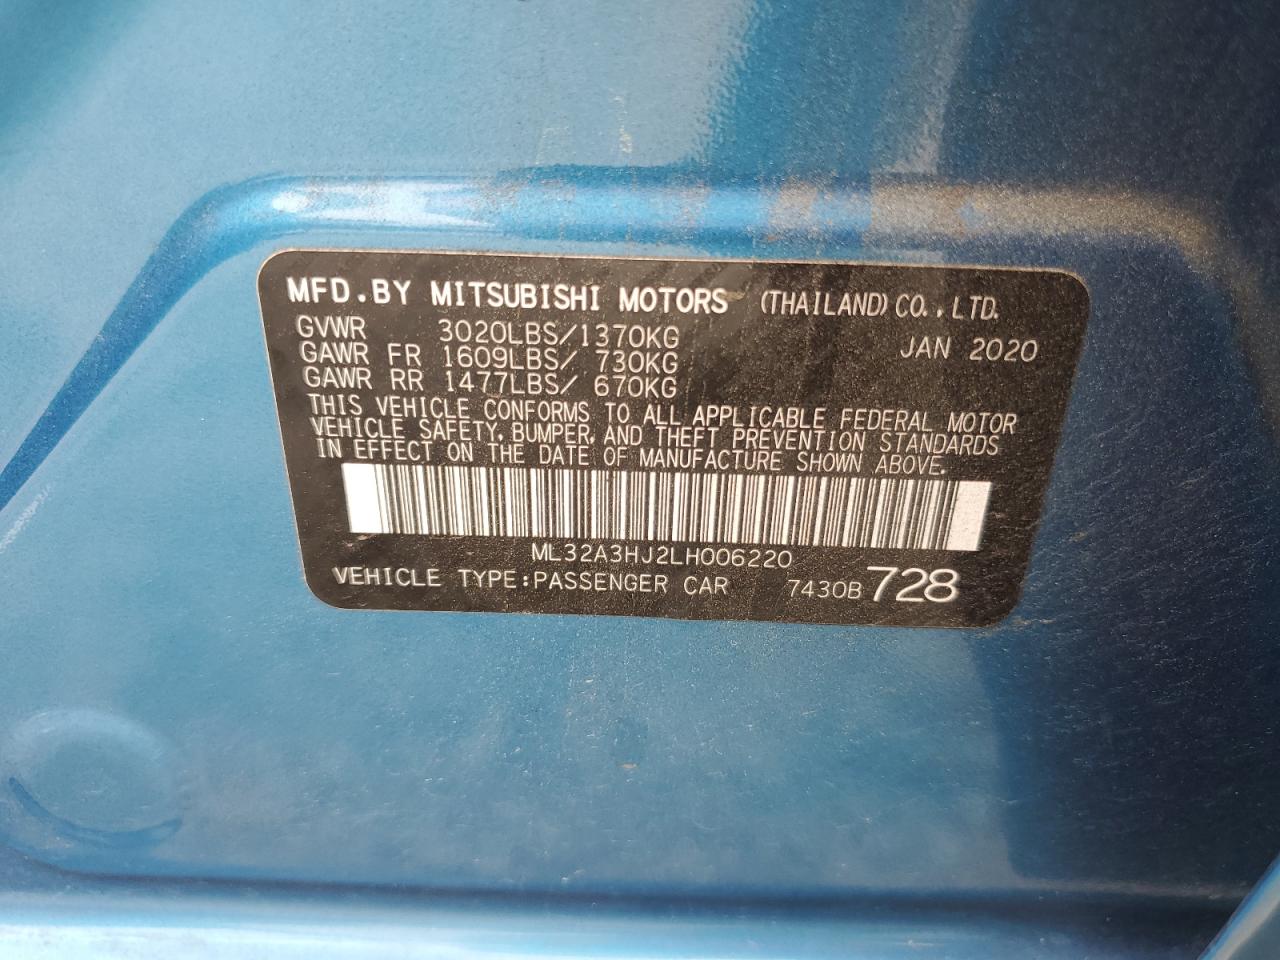 MFD.BY MITSUBISHI MOTORS (THAILAND)CO.,LTD.
GVWR 3020LBS/1370KG JAN 2020
GAWR FR 1609LBS/ 730KG
GAWR RR 1477LBS/ 670KG
THIS VEHICLE CONFORMS TO ALL APPLICABLE FEDERAL MOTOR
VEHICLE SAFETY, BUMPER, AND THEFT PREVENTION STANDARDS
IN EFFECT ON THE DATE OF MANUFACTURE SHOWN ABOVE.
ML32A3HJ2LH006220
VEHICLE TYPE:PASSENGER CAR 7430B 728